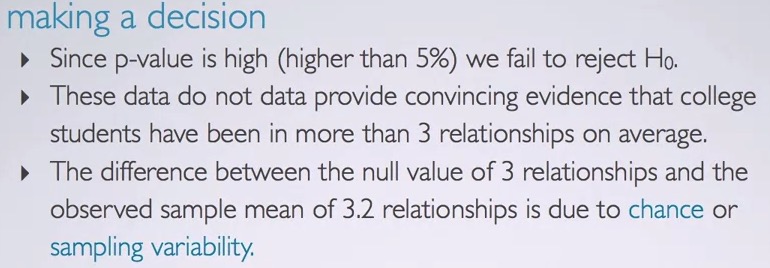 making a decision
▸ Since p-value is high (higher than 5%) we fail to reject H₀.
▸ These data do not data provide convincing evidence that college
students have been in more than 3 relationships on average.
▸ The difference between the null value of 3 relationships and the
observed sample mean of 3.2 relationships is due to chance or
sampling variability.